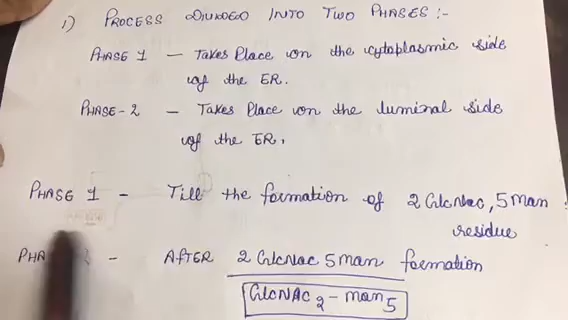 i) PROCESS DIVIDED INTO TWO PHASES :-
PHASE 1 – TAKES PLACE on the cytoplasmic side
of the ER.
PHASE-2 – TAKES PLACE on the luminal side
of the ER.
PHASE 1 – Till the formation of 2 GlcNac, 5 Man
residue
– AFTER 2 GlcNac 5 Man formation
GlcNAC2 – man5